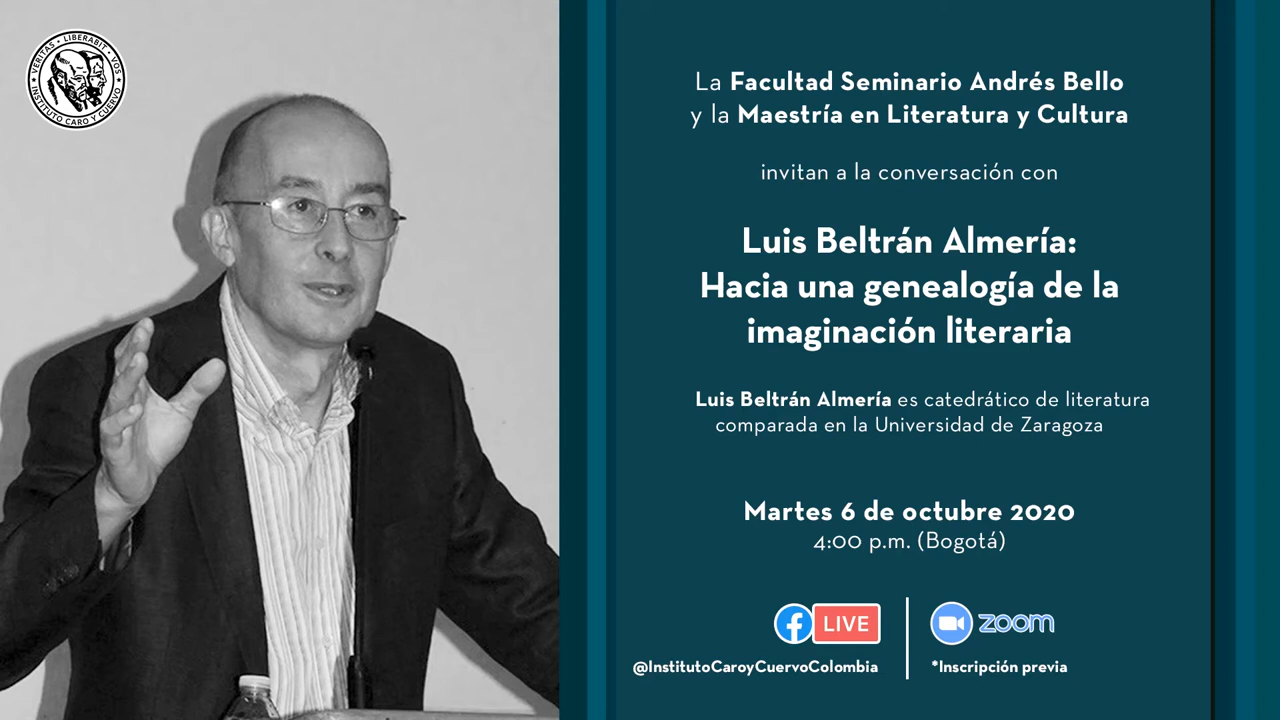 VERITAS • LIBERABIT • VOS
INSTITUTO CARO Y CUERVO
La Facultad Seminario Andrés Bello
y la Maestría en Literatura y Cultura
invitan a la conversación con
Luis Beltrán Almería:
Hacia una genealogía de la
imaginación literaria
Luis Beltrán Almería es catedrático de literatura
comparada en la Universidad de Zaragoza
Martes 6 de octubre 2020
4:00 p.m. (Bogotá)
f LIVE
zoom
@InstitutoCaroyCuervoColombia
*Inscripción previa